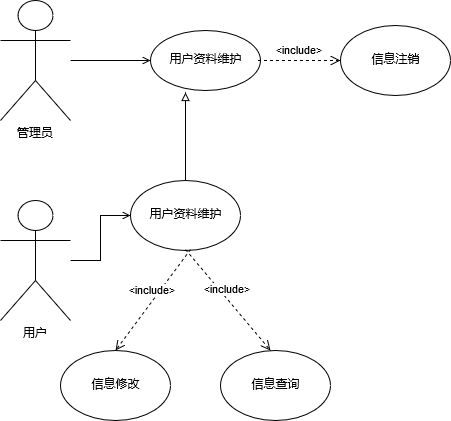 用户资料维护
<include>
信息注销
管理员
用户资料维护
用户
<include>
<include>
信息修改
信息查询